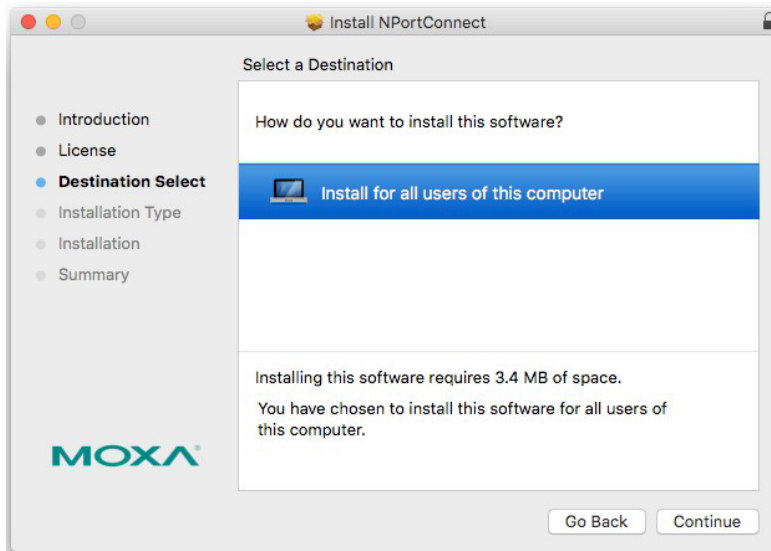 Install NPortConnect
Select a Destination
Introduction
License
Destination Select
Installation Type
Installation
Summary
How do you want to install this software?
Install for all users of this computer
Installing this software requires 3.4 MB of space.
You have chosen to install this software for all users of
this computer.
MOXA
Go Back
Continue